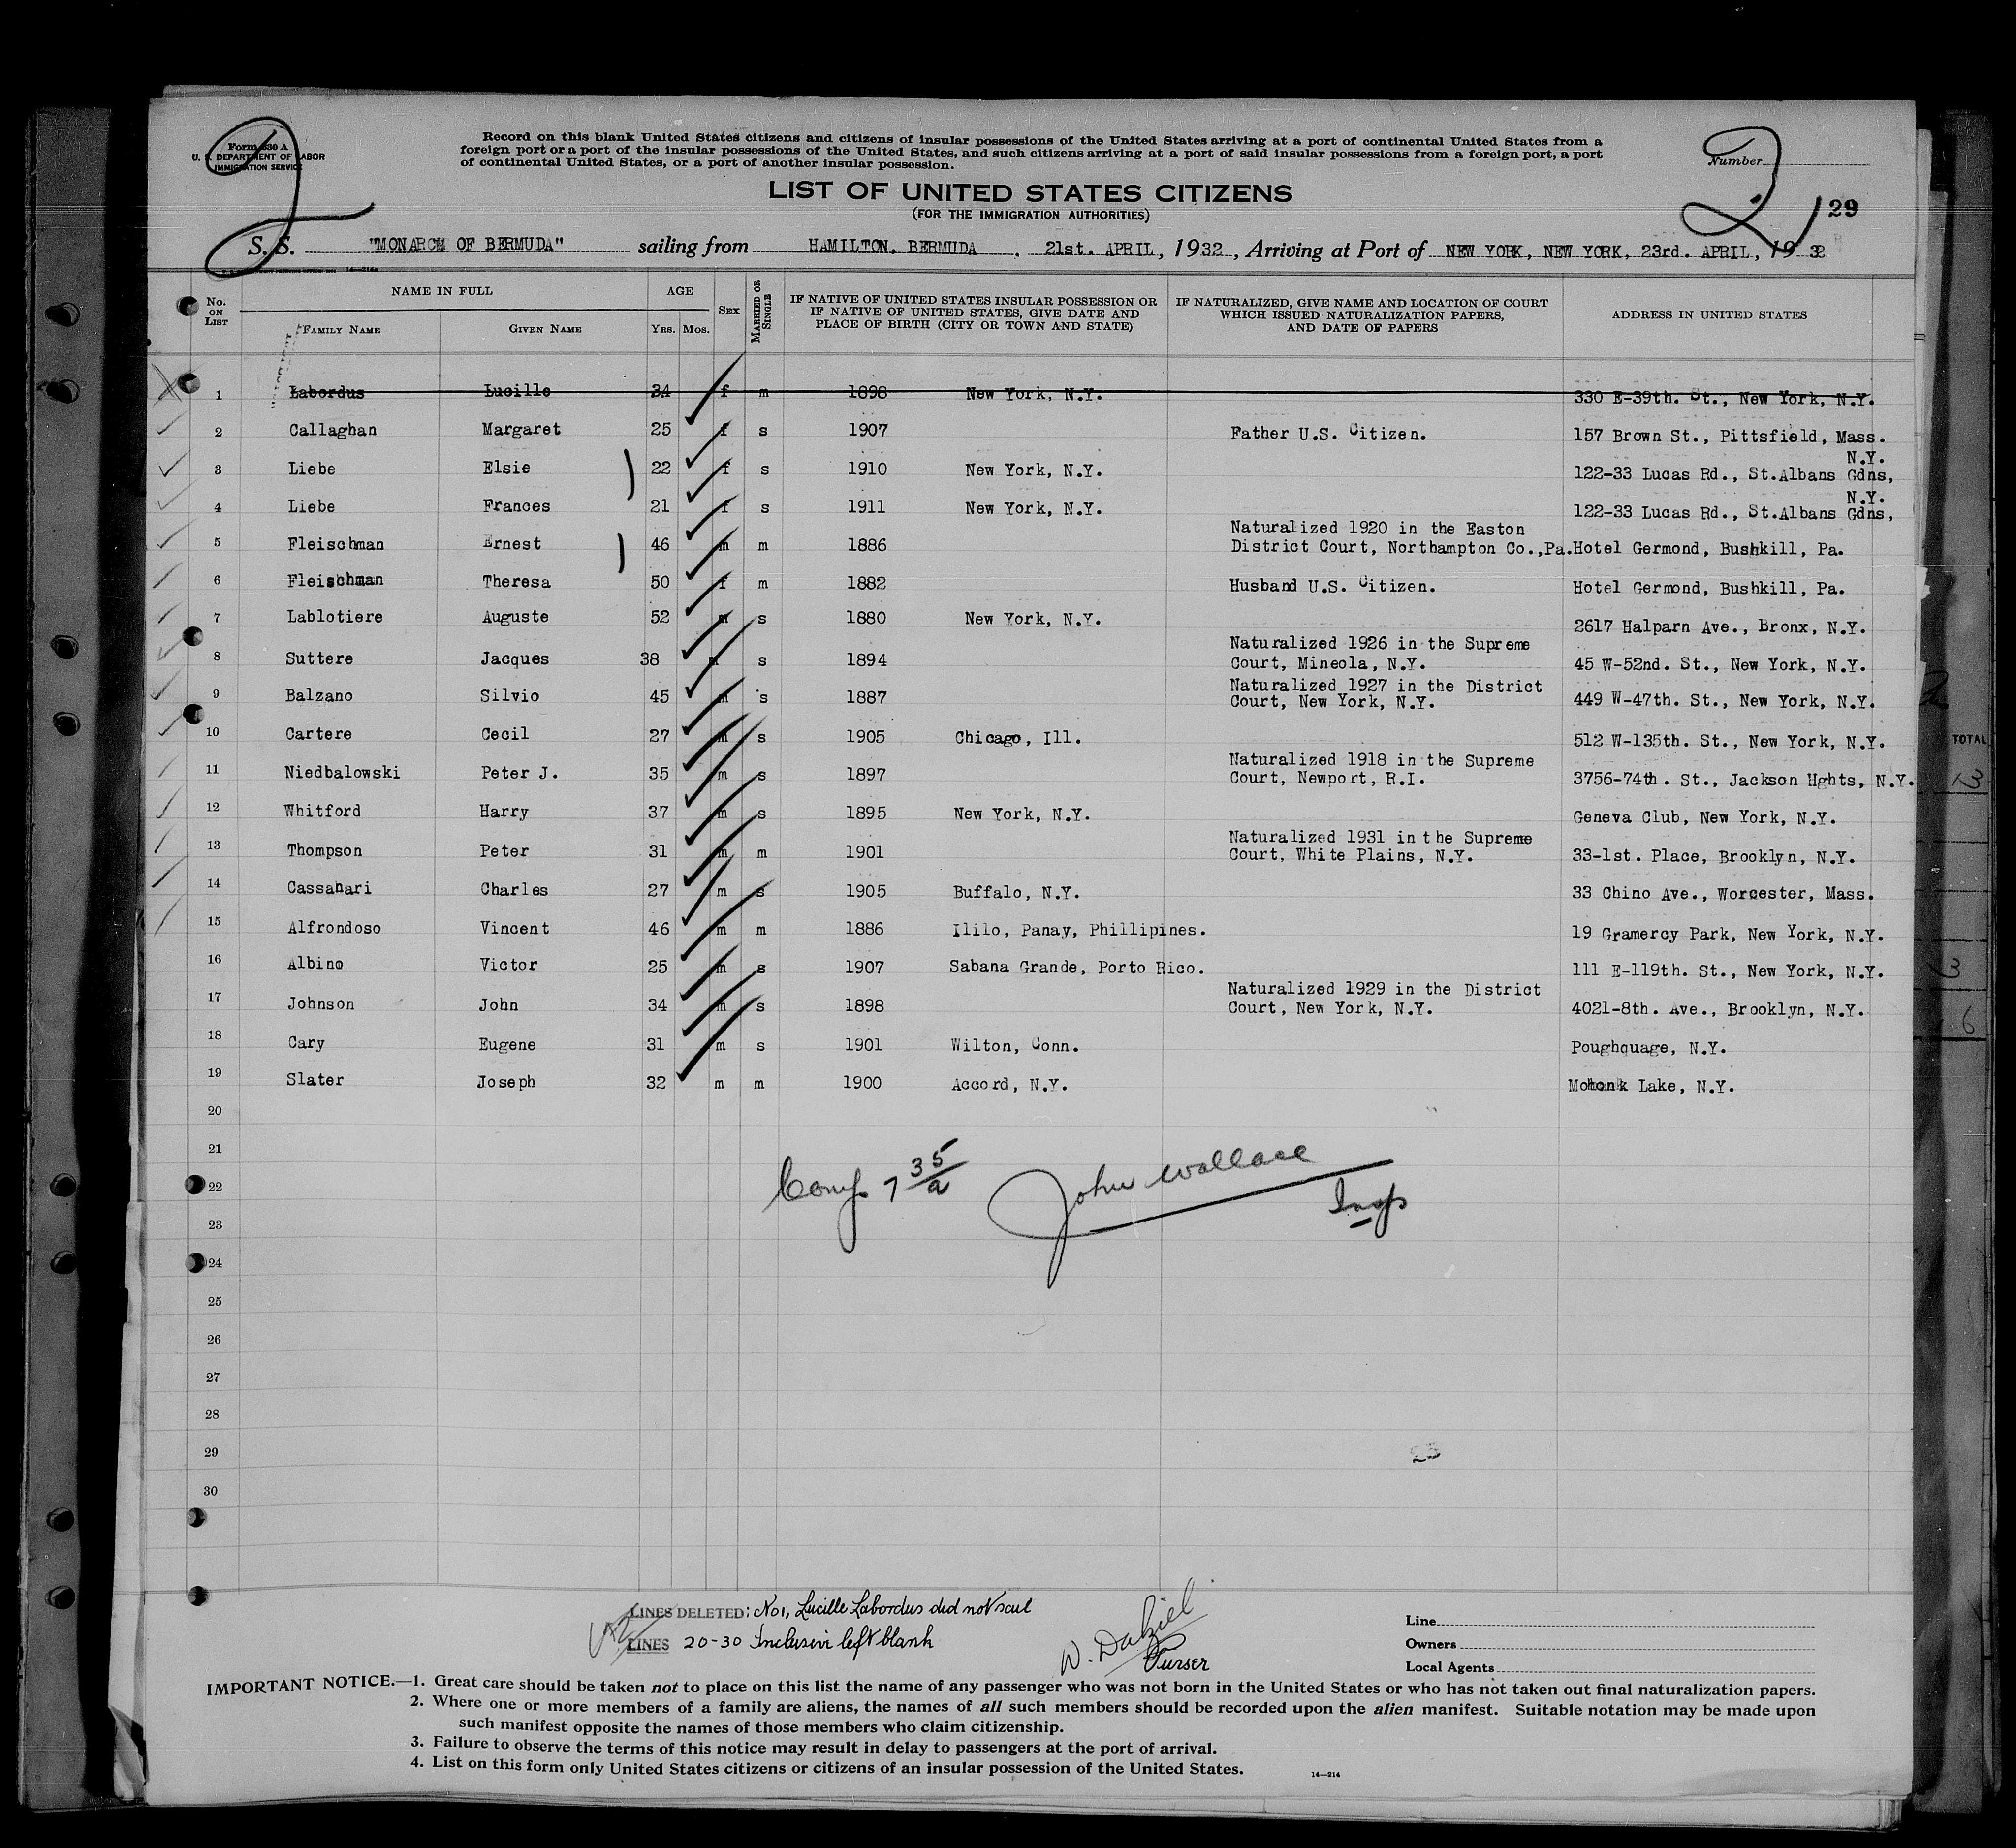 Form 630 A
U. S. DEPARTMENT OF LABOR
IMMIGRATION SERVICE
Record on this blank United States citizens and citizens of insular possessions of the United States arriving at a port of continental United States from a
foreign port or a port of the insular possessions of the United States, and such citizens arriving at a port of said insular possessions from a foreign port, a port
of continental United States, or a port of another insular possession.
Number
2
2
29
LIST OF UNITED STATES CITIZENS
(FOR THE IMMIGRATION AUTHORITIES)
S. S. "MONARCH OF BERMUDA" sailing from HAMILTON, BERMUDA, 21st. APRIL, 1932, Arriving at Port of NEW YORK, NEW YORK, 23rd. APRIL, 1932
No. ON LIST NAME IN FULL FAMILY NAME GIVEN NAME AGE YRS. MOS. SEX MARRIED OR SINGLE IF NATIVE OF UNITED STATES INSULAR POSSESSION OR IF NATIVE OF UNITED STATES, GIVE DATE AND PLACE OF BIRTH (CITY OR TOWN AND STATE) IF NATURALIZED, GIVE NAME AND LOCATION OF COURT WHICH ISSUED NATURALIZATION PAPERS, AND DATE OF PAPERS ADDRESS IN UNITED STATES
1 Labordus Lucille 34 f m 1898 New York, N.Y. 330 E-39th. St., New York, N.Y.
2 Callaghan Margaret 25 f s 1907 Father U.S. Citizen. 157 Brown St., Pittsfield, Mass.
N.Y.
3 Liebe Elsie 22 f s 1910 New York, N.Y. 122-33 Lucas Rd., St.Albans Gdns,
N.Y.
4 Liebe Frances 21 f s 1911 New York, N.Y. 122-33 Lucas Rd., St.Albans Gdns,
Naturalized 1920 in the Easton
5 Fleischman Ernest 46 m m 1886 District Court, Northampton Co.,Pa. Hotel Germond, Bushkill, Pa.
6 Fleischman Theresa 50 f m 1882 Husband U.S. Citizen. Hotel Germond, Bushkill, Pa.
7 Lablotiere Auguste 52 m s 1880 New York, N.Y. 2617 Halparn Ave., Bronx, N.Y.
Naturalized 1926 in the Supreme
8 Suttere Jacques 38 m s 1894 Court, Mineola, N.Y. 45 W-52nd. St., New York, N.Y.
Naturalized 1927 in the District
9 Balzano Silvio 45 m s 1887 Court, New York, N.Y. 449 W-47th. St., New York, N.Y.
10 Cartere Cecil 27 m s 1905 Chicago, Ill. 512 W-135th. St., New York, N.Y.
Naturalized 1918 in the Supreme
11 Niedbalowski Peter J. 35 m s 1897 Court, Newport, R.I. 3756-74th. St., Jackson Hghts, N.Y.
12 Whitford Harry 37 m s 1895 New York, N.Y. Geneva Club, New York, N.Y.
Naturalized 1931 in the Supreme
13 Thompson Peter 31 m m 1901 Court, White Plains, N.Y. 33-1st. Place, Brooklyn, N.Y.
14 Cassanari Charles 27 m s 1905 Buffalo, N.Y. 33 Chino Ave., Worcester, Mass.
15 Alfrondoso Vincent 46 m m 1886 Ililo, Panay, Phillipines. 19 Gramercy Park, New York, N.Y.
16 Albino Victor 25 m s 1907 Sabana Grande, Porto Rico. 111 E-119th. St., New York, N.Y.
Naturalized 1929 in the District
17 Johnson John 34 m s 1898 Court, New York, N.Y. 4021-8th. Ave., Brooklyn, N.Y.
18 Cary Eugene 31 m s 1901 Wilton, Conn. Poughquage, N.Y.
19 Slater Joseph 32 m m 1900 Accord, N.Y. Mohonk Lake, N.Y.
20
21
22
23
24
25
26
27
28
29
30
7 35/a John Wallace
Insp
TOTAL
13
3
6
23
LINES DELETED: No 1, Lucille Labordus did not sail
LINES 20-30 Inclusive left blank
W. Dalziel
Purser
Line
Owners
Local Agents
IMPORTANT NOTICE.—1. Great care should be taken not to place on this list the name of any passenger who was not born in the United States or who has not taken out final naturalization papers.
2. Where one or more members of a family are aliens, the names of all such members should be recorded upon the alien manifest. Suitable notation may be made upon
such manifest opposite the names of those members who claim citizenship.
3. Failure to observe the terms of this notice may result in delay to passengers at the port of arrival.
4. List on this form only United States citizens or citizens of an insular possession of the United States.
14—214